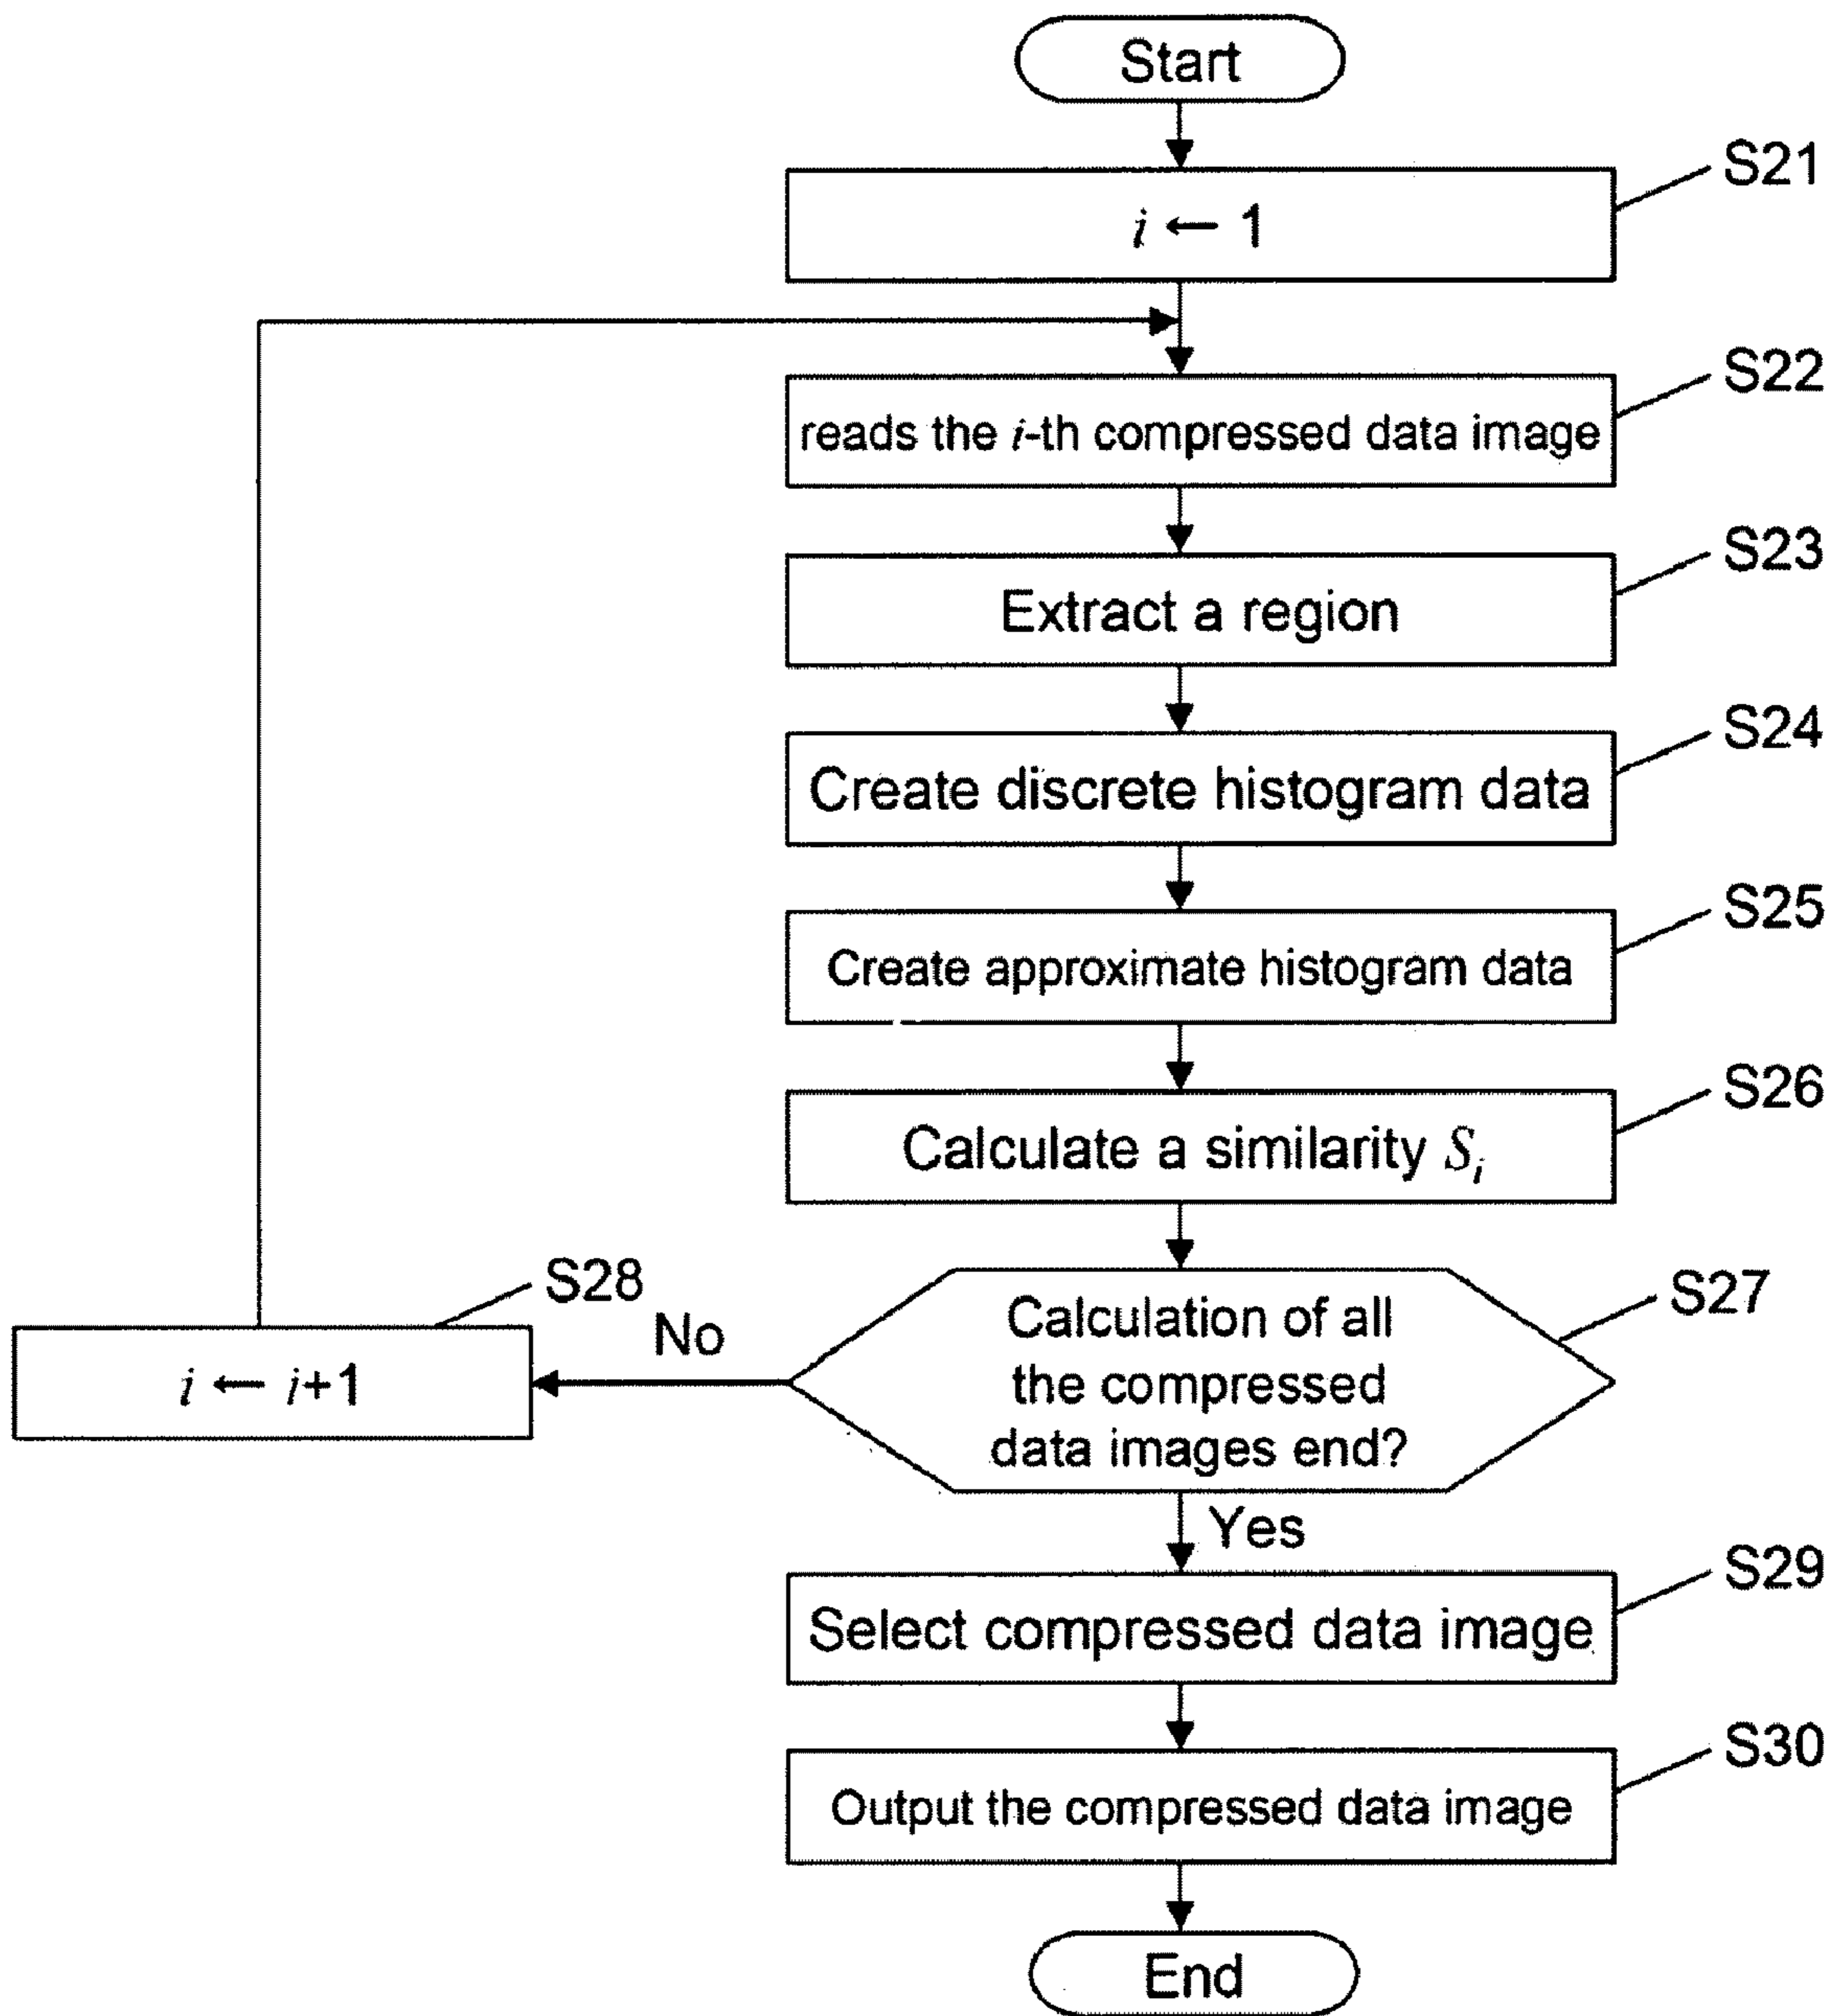 Start
S21
i ← 1
S22
reads the i-th compressed data image
S23
Extract a region
S24
Create discrete histogram data
S25
Create approximate histogram data
S26
Calculate a similarity Si
S27
Calculation of all
the compressed
data images end?
No
S28
i ← i+1
Yes
S29
Select compressed data image
S30
Output the compressed data image
End